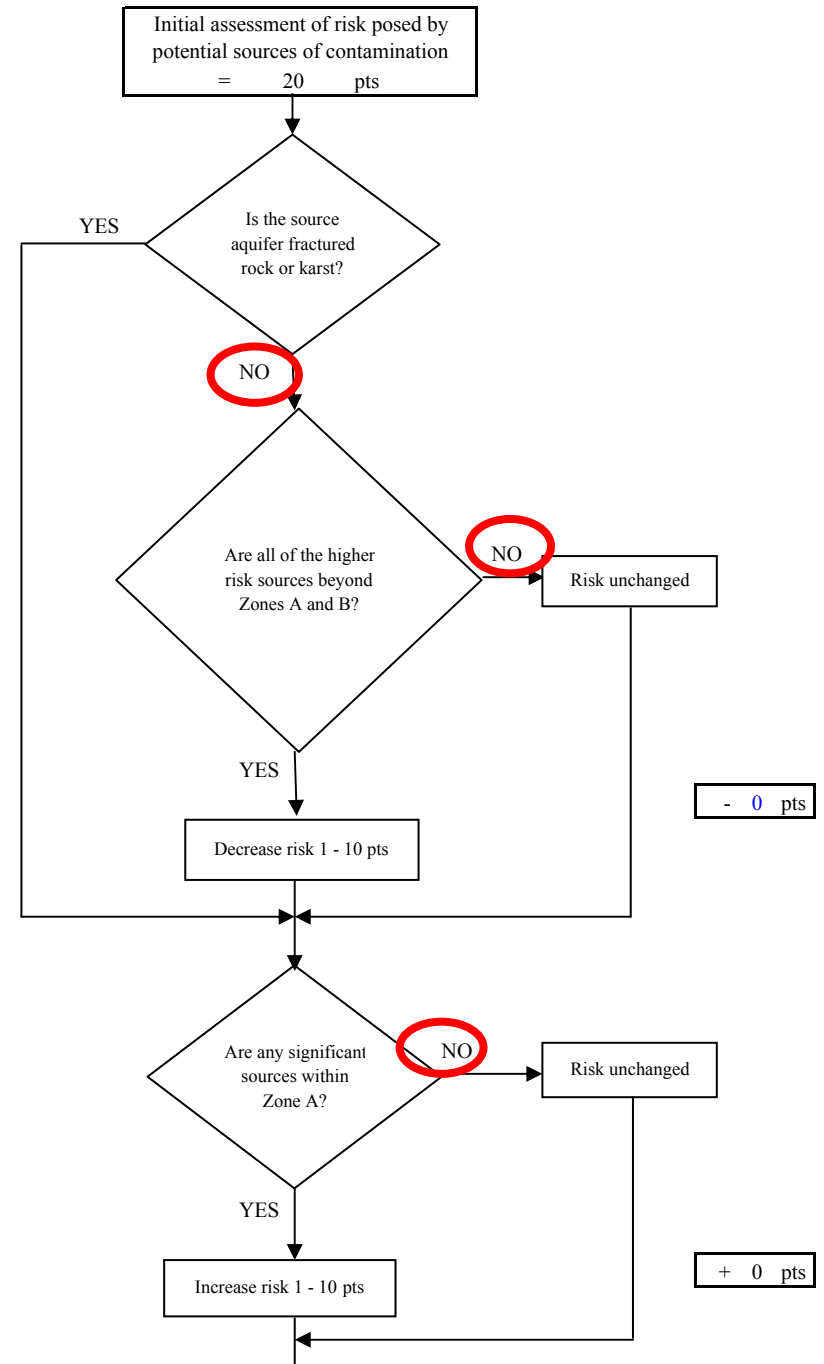 Initial assessment of risk posed by
potential sources of contamination
= 20 pts
YES
Is the source
aquifer fractured
rock or karst?
NO
Are all of the higher
risk sources beyond
Zones A and B?
NO
Risk unchanged
YES
- 0 pts
Decrease risk 1 - 10 pts
Are any significant
sources within
Zone A?
NO
Risk unchanged
YES
+ 0 pts
Increase risk 1 - 10 pts